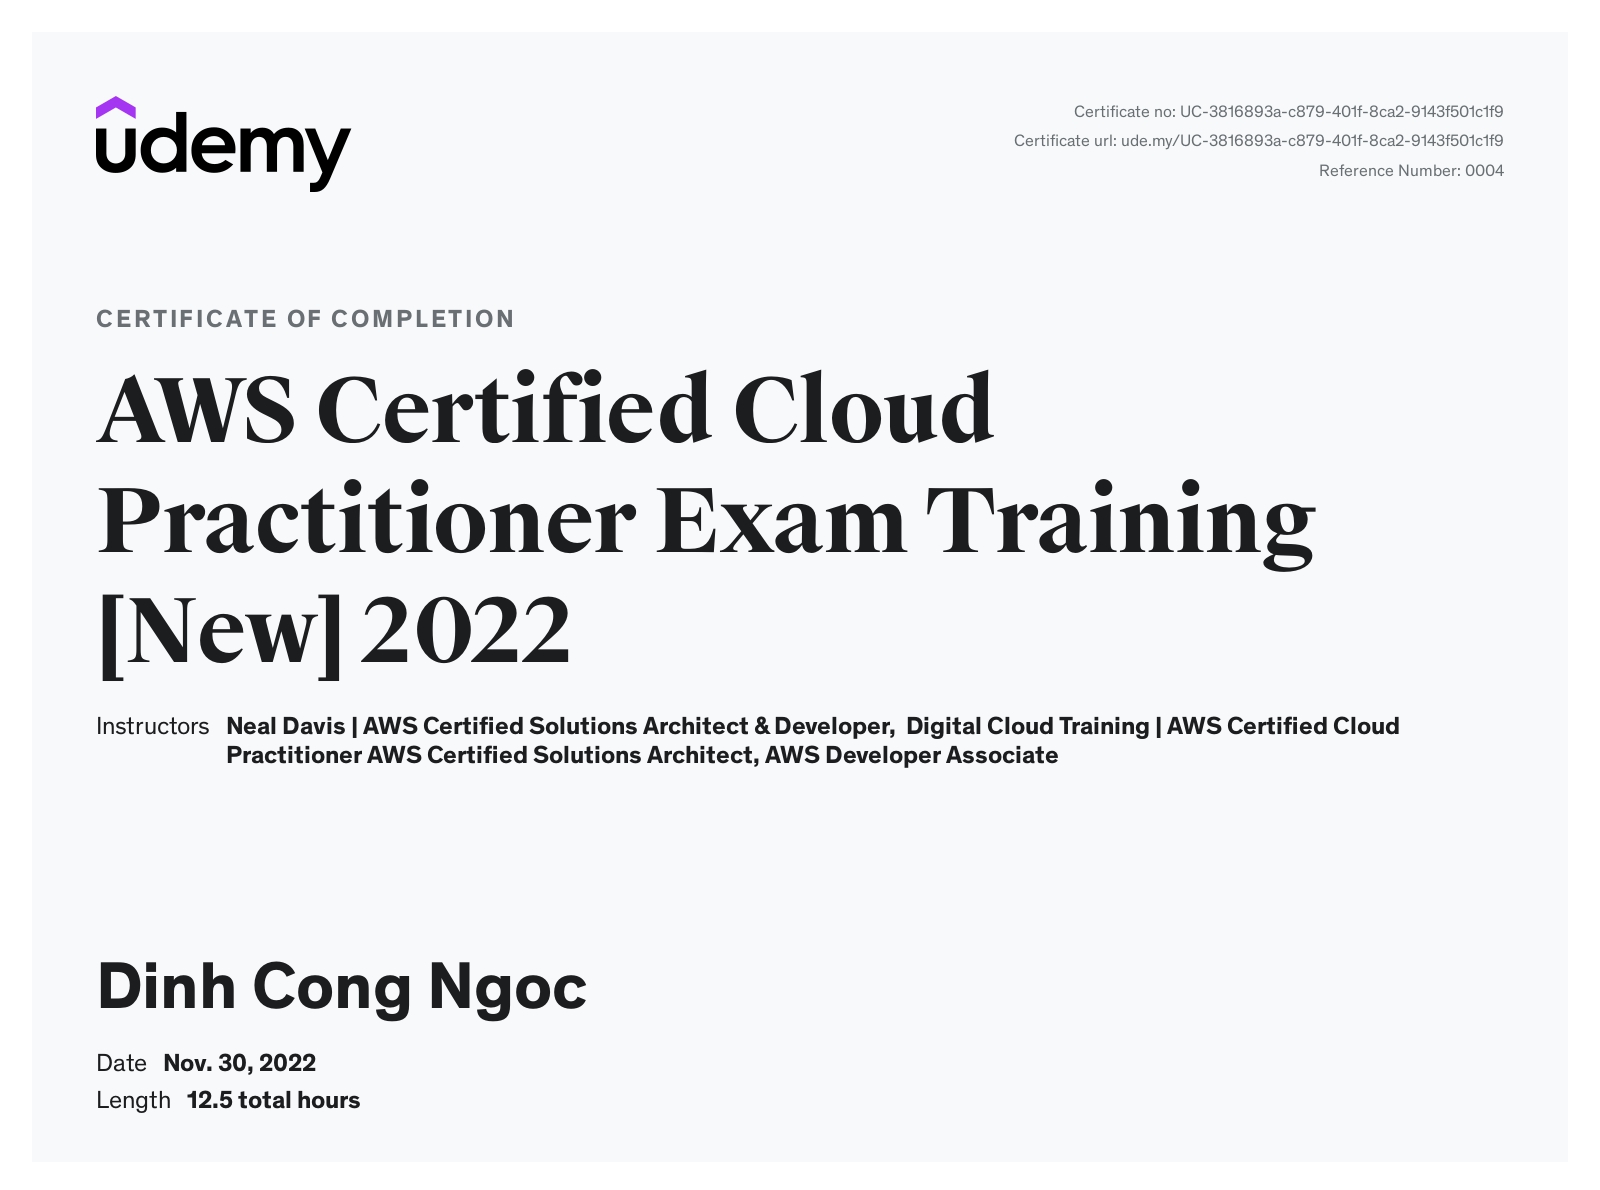 udemy
Certificate no: UC-3816893a-c879-401f-8ca2-9143f501c1f9
Certificate url: ude.my/UC-3816893a-c879-401f-8ca2-9143f501c1f9
Reference Number: 0004
CERTIFICATE OF COMPLETION
AWS Certified Cloud
Practitioner Exam Training
[New] 2022
Instructors Neal Davis | AWS Certified Solutions Architect & Developer, Digital Cloud Training | AWS Certified Cloud
Practitioner AWS Certified Solutions Architect, AWS Developer Associate
Dinh Cong Ngoc
Date Nov. 30, 2022
Length 12.5 total hours